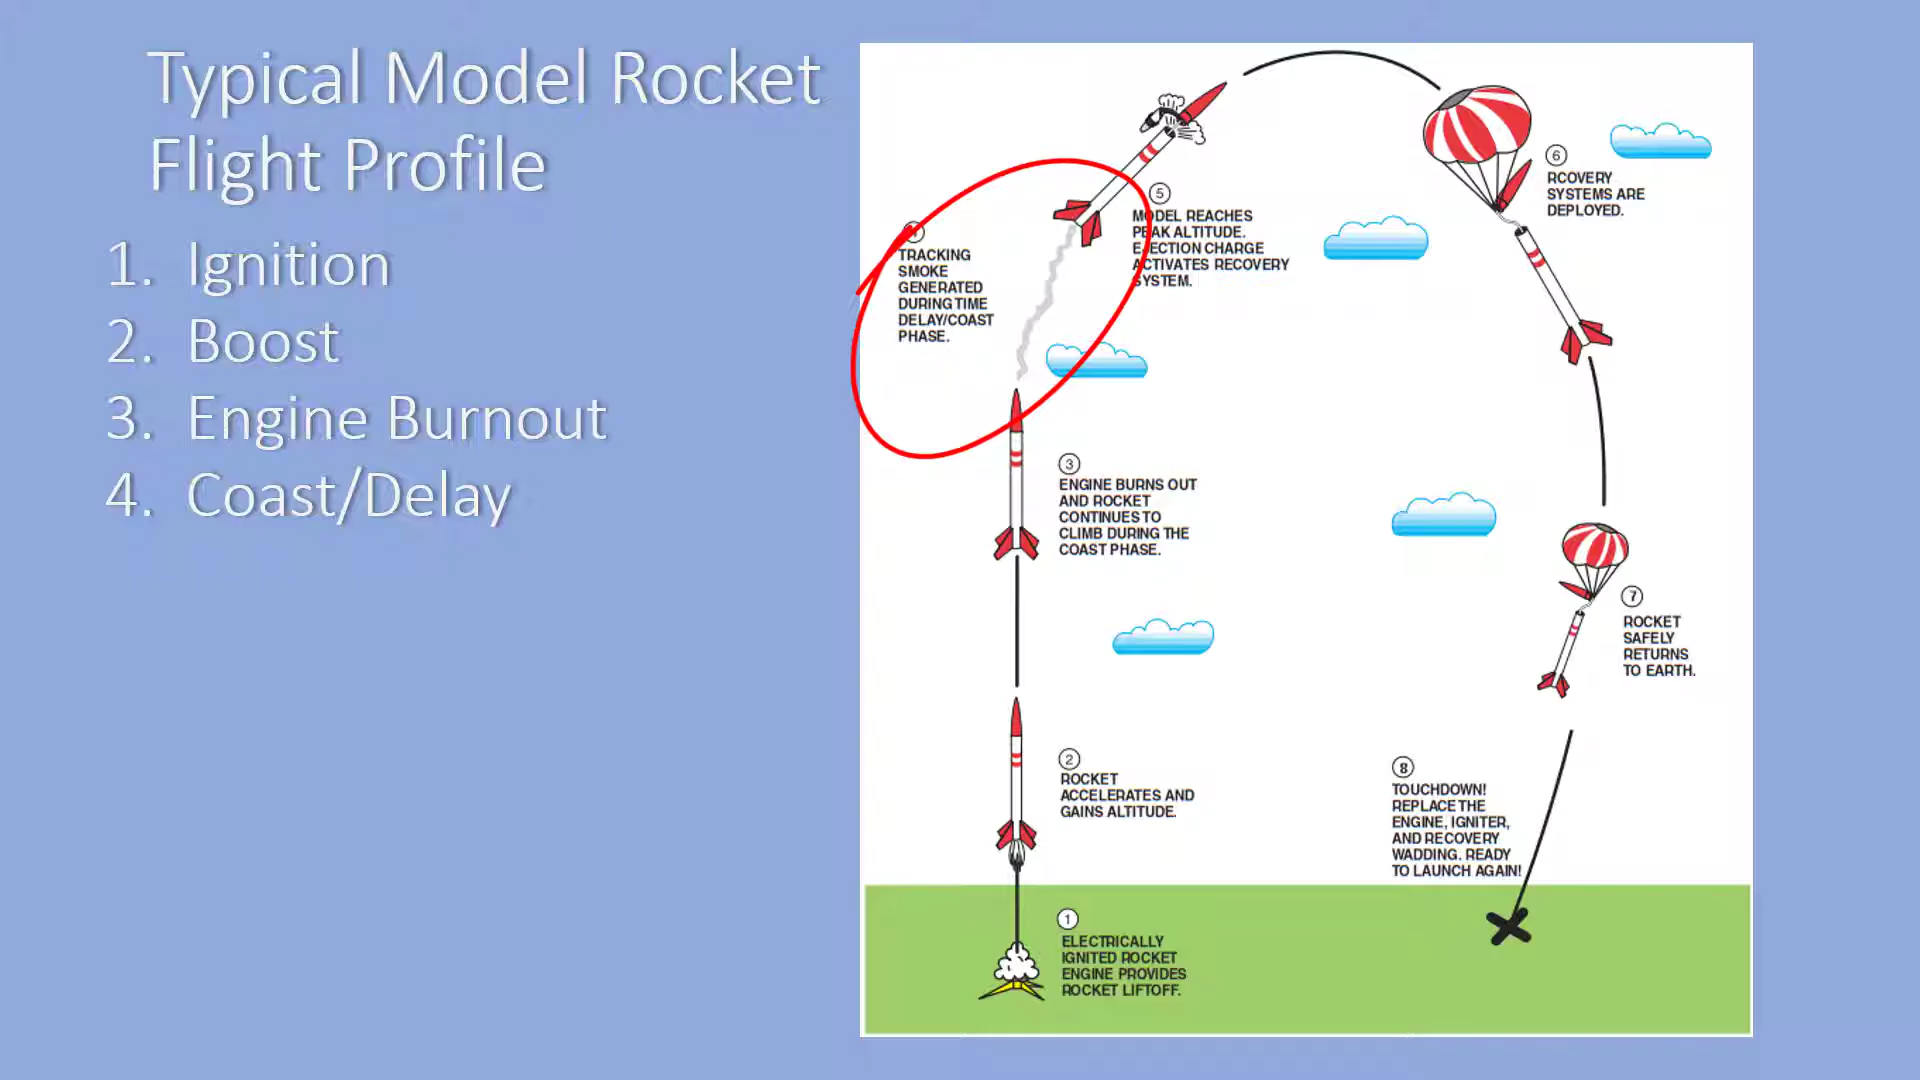 Typical Model Rocket
Flight Profile
1. Ignition
2. Boost
3. Engine Burnout
4. Coast/Delay
4
TRACKING
SMOKE
GENERATED
DURING TIME
DELAY/COAST
PHASE.
5
MODEL REACHES
PEAK ALTITUDE.
EJECTION CHARGE
ACTIVATES RECOVERY
SYSTEM.
6
RCOVERY
SYSTEMS ARE
DEPLOYED.
3
ENGINE BURNS OUT
AND ROCKET
CONTINUES TO
CLIMB DURING THE
COAST PHASE.
7
ROCKET
SAFELY
RETURNS
TO EARTH.
2
ROCKET
ACCELERATES AND
GAINS ALTITUDE.
8
TOUCHDOWN!
REPLACE THE
ENGINE, IGNITER,
AND RECOVERY
WADDING. READY
TO LAUNCH AGAIN!
1
ELECTRICALLY
IGNITED ROCKET
ENGINE PROVIDES
ROCKET LIFTOFF.